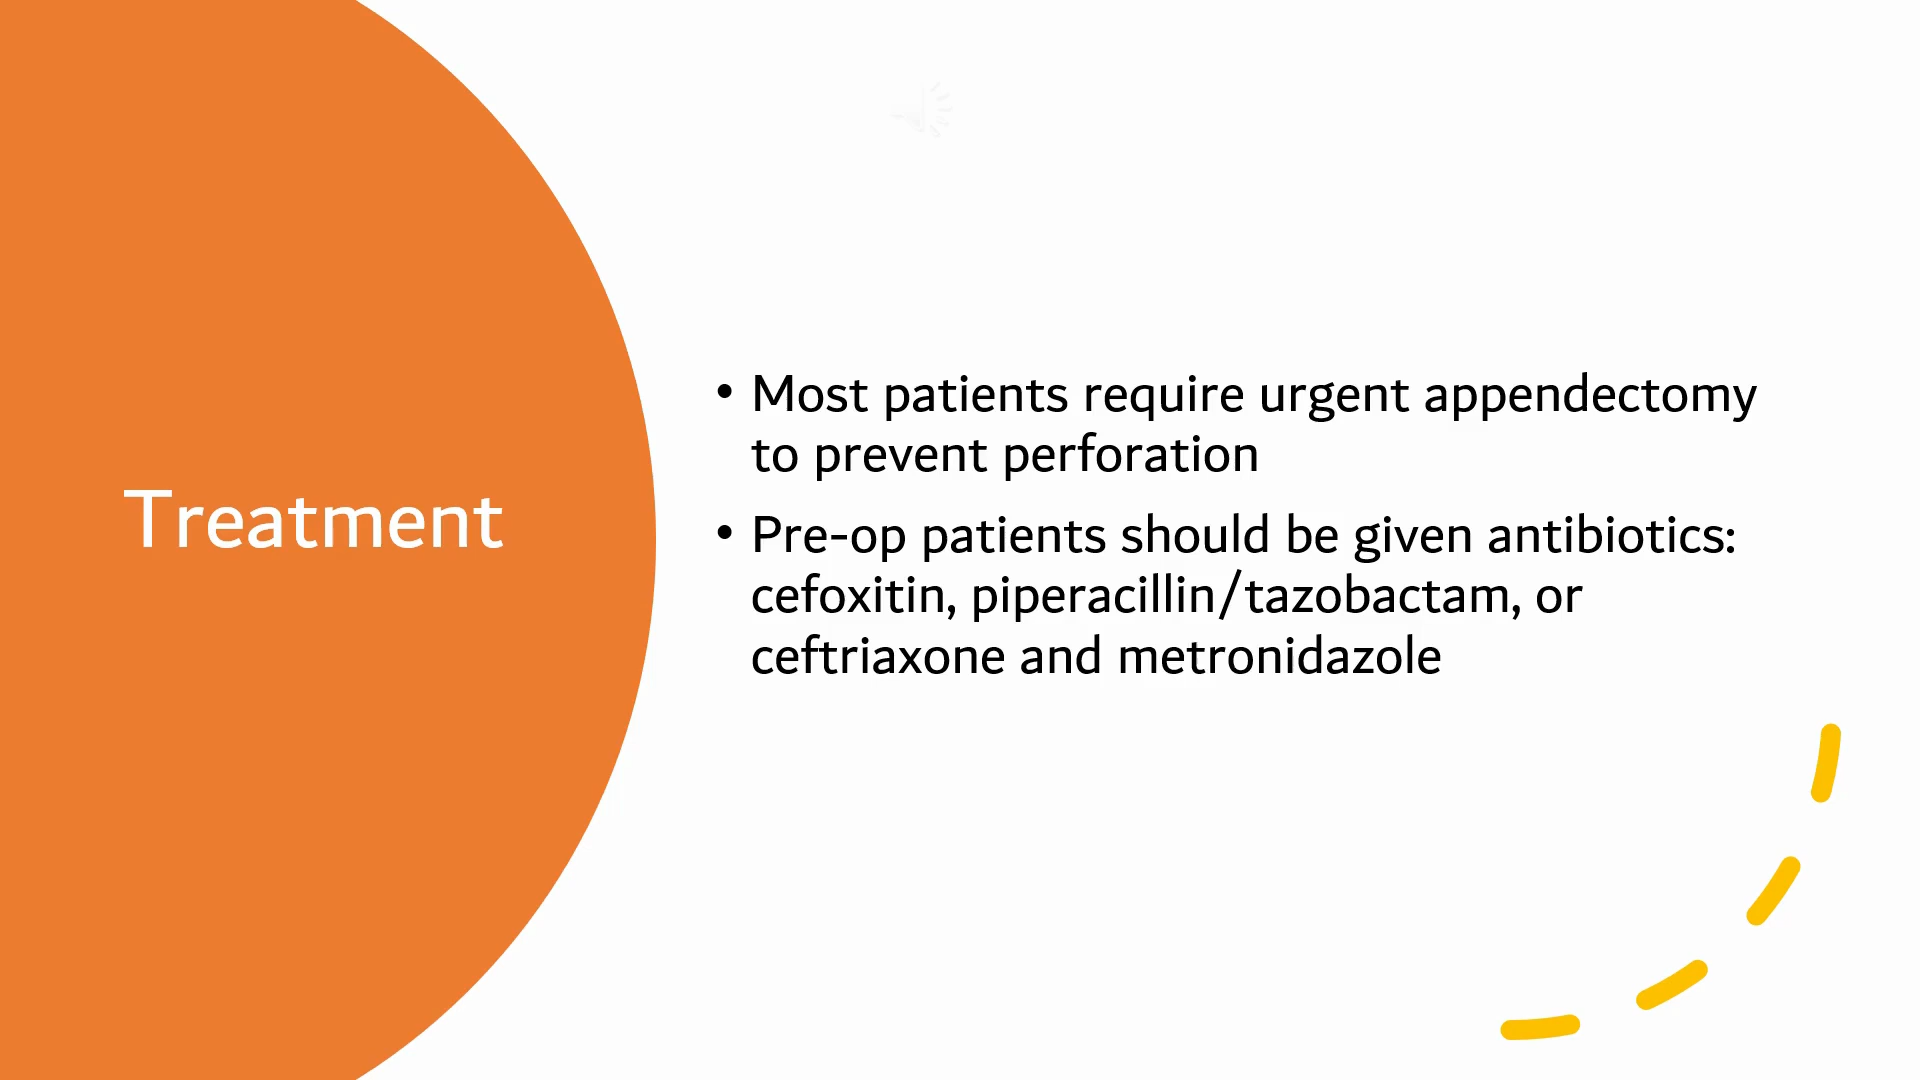 Treatment
• Most patients require urgent appendectomy
to prevent perforation
• Pre-op patients should be given antibiotics:
cefoxitin, piperacillin/tazobactam, or
ceftriaxone and metronidazole